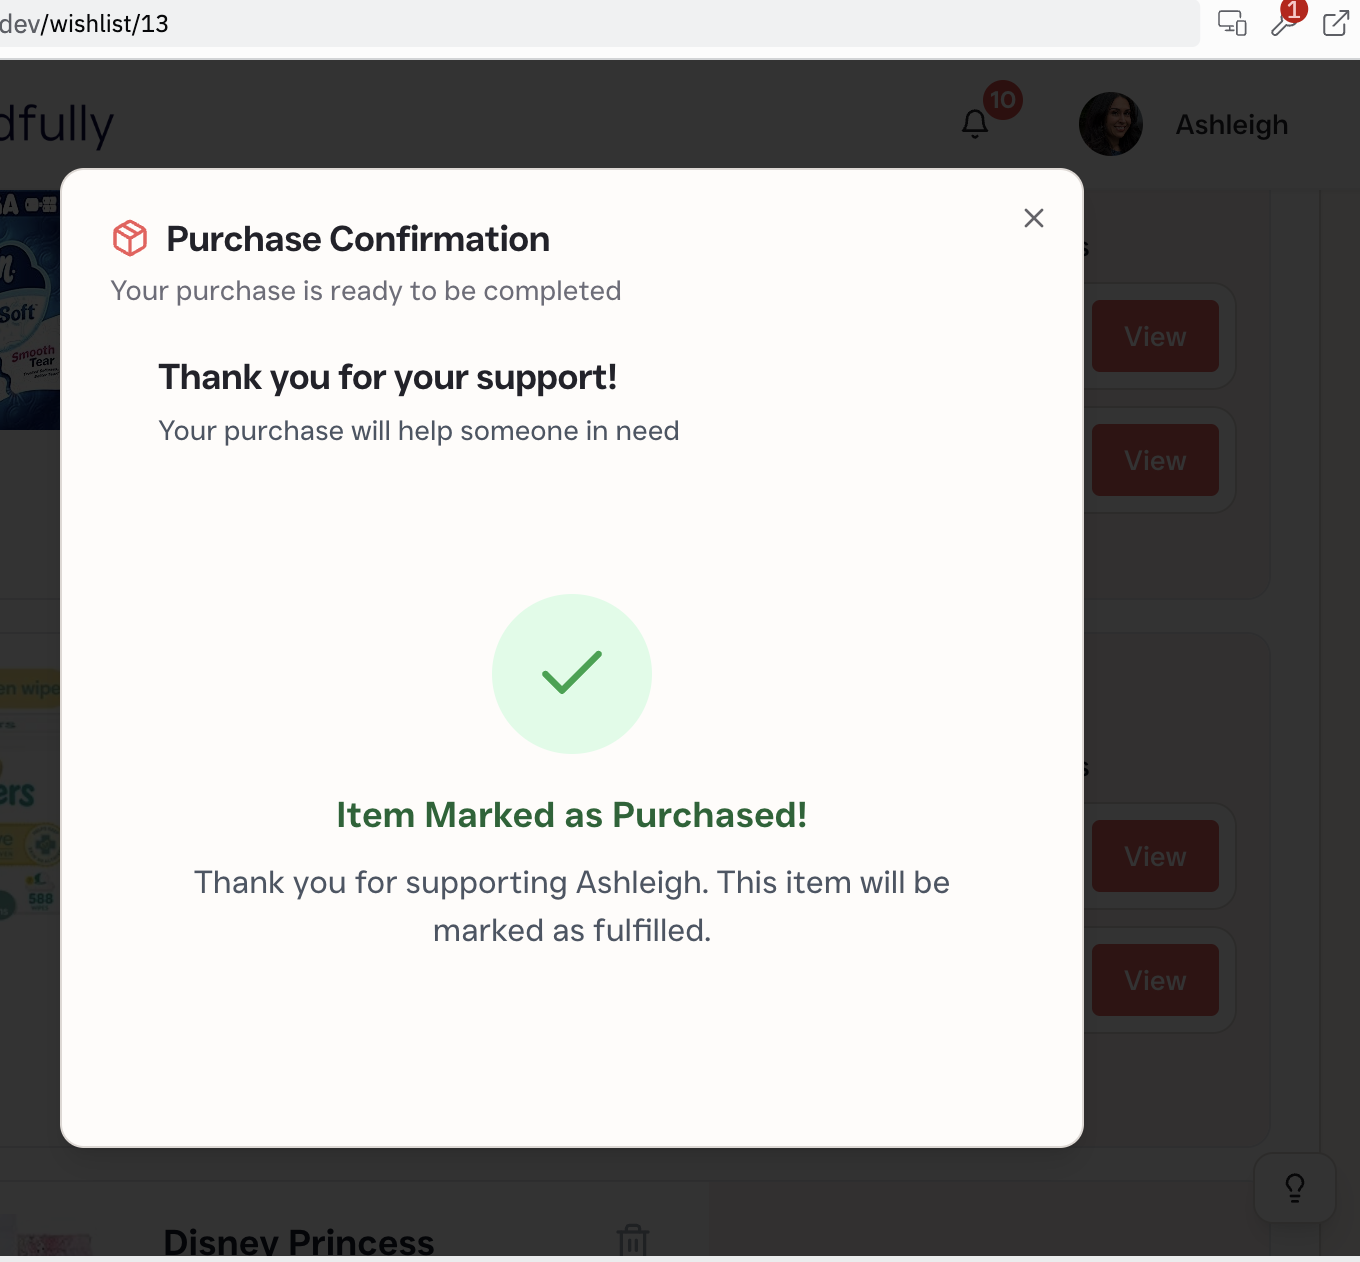 dev/wishlist/13
1
dfully
10
Ashleigh
Purchase Confirmation
Your purchase is ready to be completed
Thank you for your support!
Your purchase will help someone in need
Item Marked as Purchased!
Thank you for supporting Ashleigh. This item will be
marked as fulfilled.
Soft
Smooth
Tear
View
View
en wipe
ers
588
View
View
Disney Princess